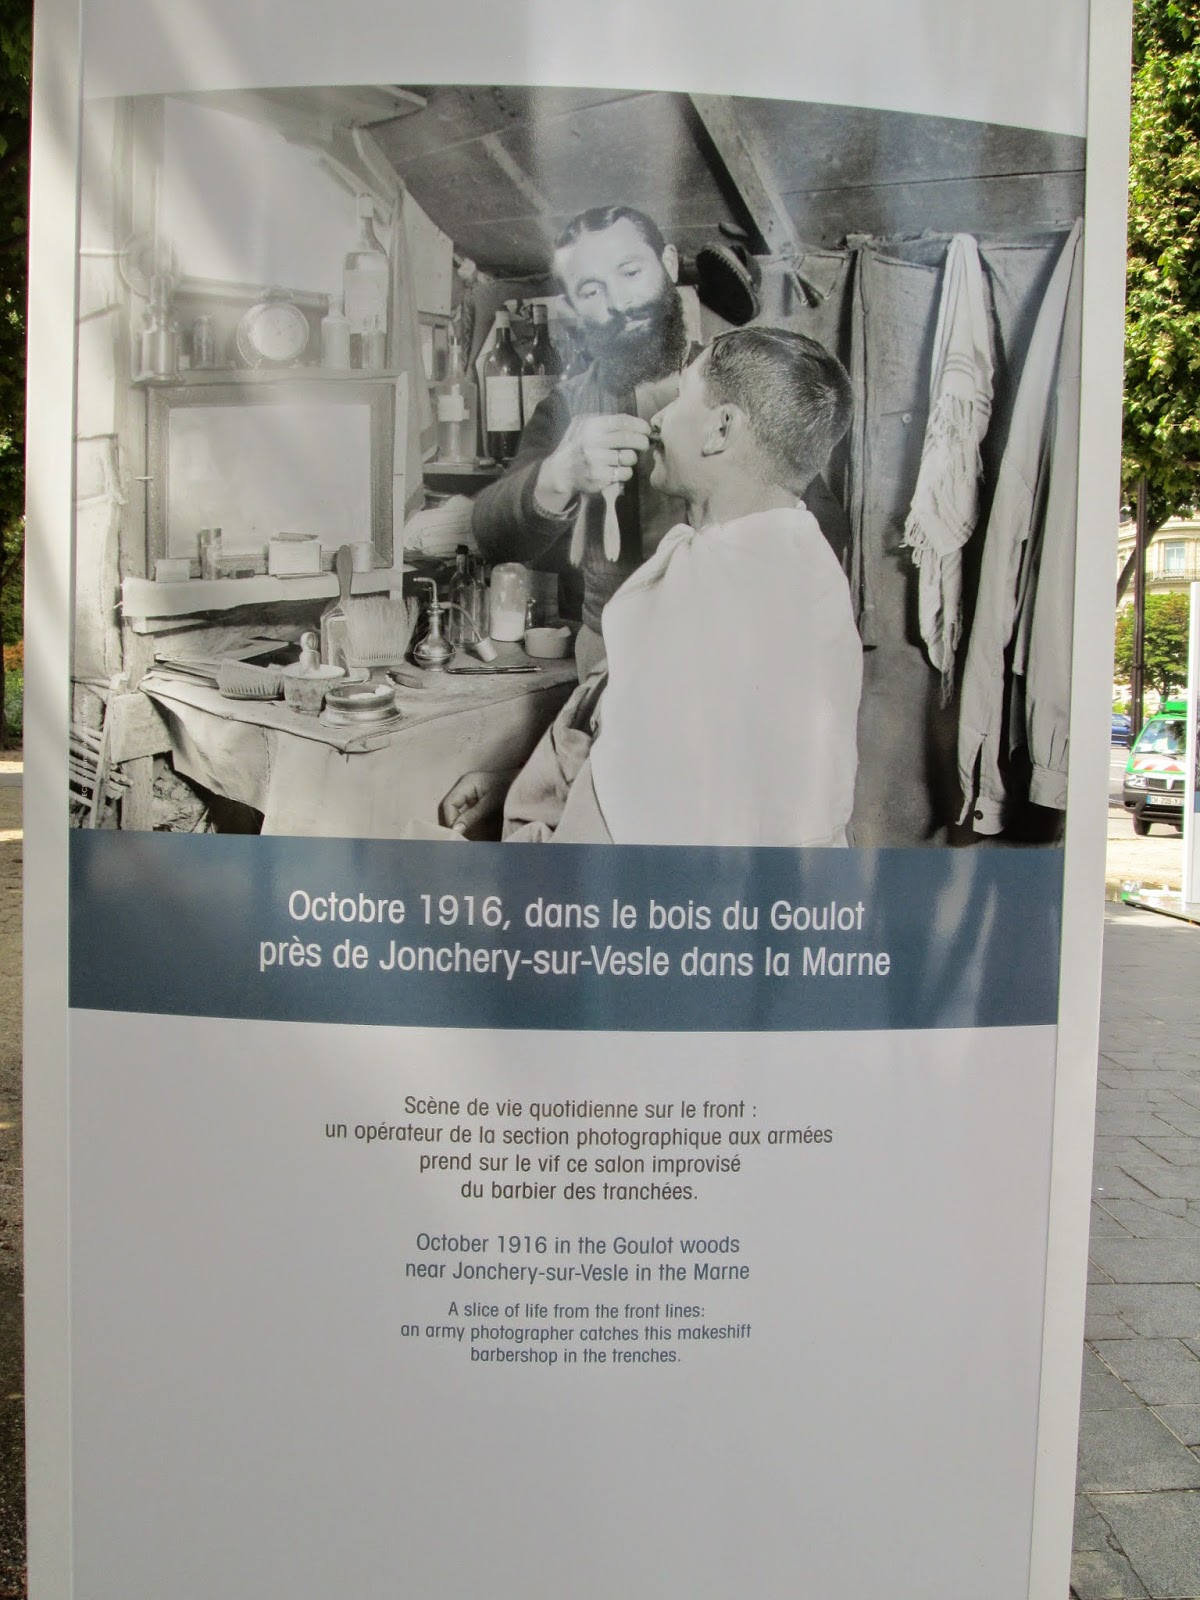 Octobre 1916, dans le bois du Goulot
près de Jonchery-sur-Vesle dans la Marne
Scène de vie quotidienne sur le front :
un opérateur de la section photographique aux armées
prend sur le vif ce salon improvisé
du barbier des tranchées.
October 1916 in the Goulot woods
near Jonchery-sur-Vesle in the Marne
A slice of life from the front lines:
an army photographer catches this makeshift
barbershop in the trenches.